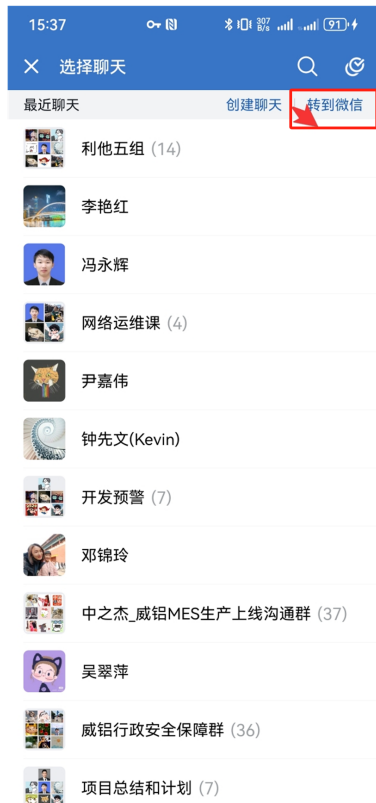 15:37 307 B/s 91
选择聊天
最近聊天 创建聊天 转到微信
利他五组 (14)
李艳红
冯永辉
网络运维课 (4)
尹嘉伟
钟先文(Kevin)
开发预警 (7)
邓锦玲
中之杰_威铝MES生产上线沟通群 (37)
吴翠萍
威铝行政安全保障群 (36)
项目总结和计划 (7)